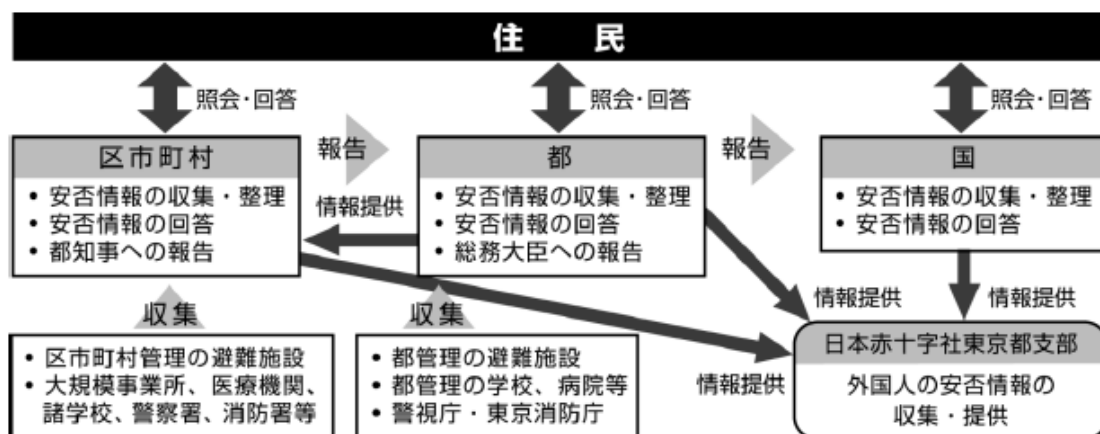 住 民
照会・回答
照会・回答
照会・回答
区市町村
・安否情報の収集・整理
・安否情報の回答
・都知事への報告
報告
情報提供
都
・安否情報の収集・整理
・安否情報の回答
・総務大臣への報告
報告
国
・安否情報の収集・整理
・安否情報の回答
収集
・区市町村管理の避難施設
・大規模事業所、医療機関、
諸学校、警察署、消防署等
収集
・都管理の避難施設
・都管理の学校、病院等
・警視庁・東京消防庁
情報提供
情報提供
情報提供
日本赤十字社東京都支部
外国人の安否情報の
収集・提供